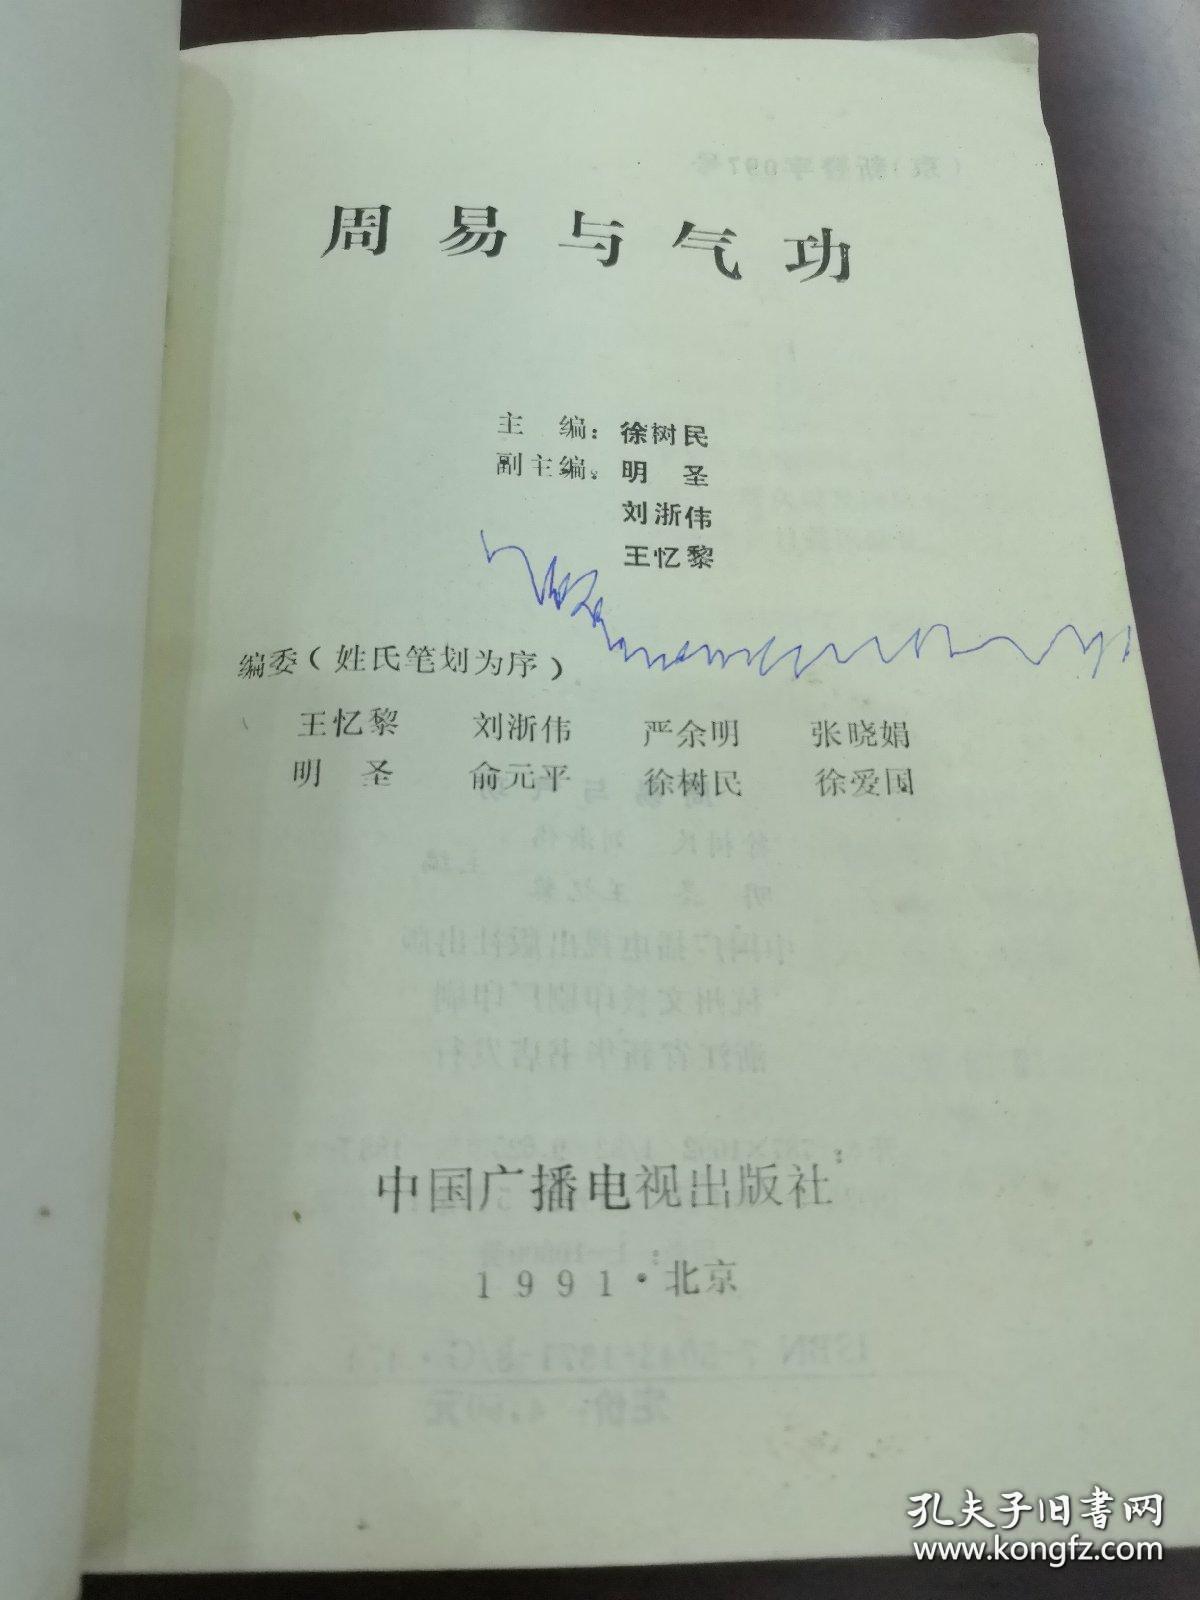 周易与气功
主 编：徐树民
副主编：明 圣
刘浙伟
王忆黎
编委（姓氏笔划为序）
王忆黎 刘浙伟 严余明 张晓娟
明 圣 俞元平 徐树民 徐爱国
中国广播电视出版社
1991·北京
孔夫子旧书网
www.kongfz.com